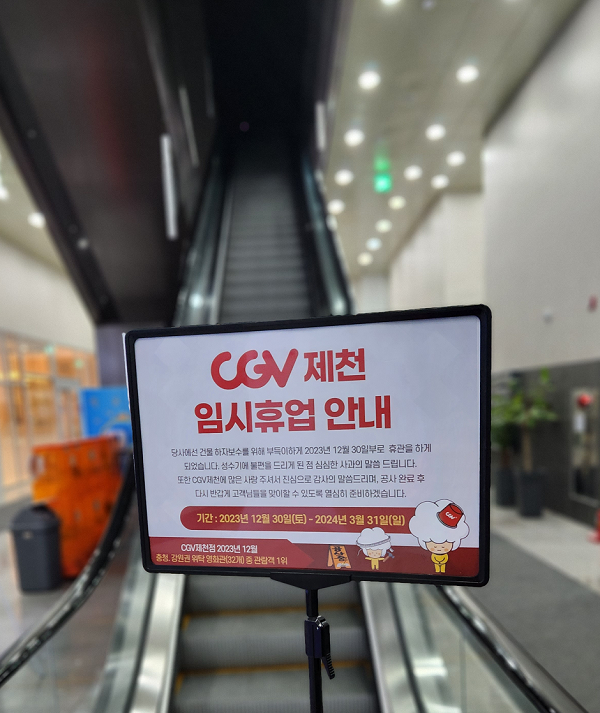 CGV 제천
임시휴업 안내
당사에선 건물 하자보수를 위해 부득이하게 2023년 12월 30일부로 휴관을 하게
되었습니다. 성수기에 불편을 드리게 된 점 심심한 사과의 말씀 드립니다.
또한 CGV제천에 많은 사랑 주셔서 진심으로 감사의 말씀드리며, 공사 완료 후
다시 반갑게 고객님들을 맞이할 수 있도록 열심히 준비하겠습니다.
기간 : 2023년 12월 30일(토) - 2024년 3월 31일(일)
CGV제천점 2023년 12월
충청. 강원권 위탁 영화관(32개) 중 관람객 1위
CGV